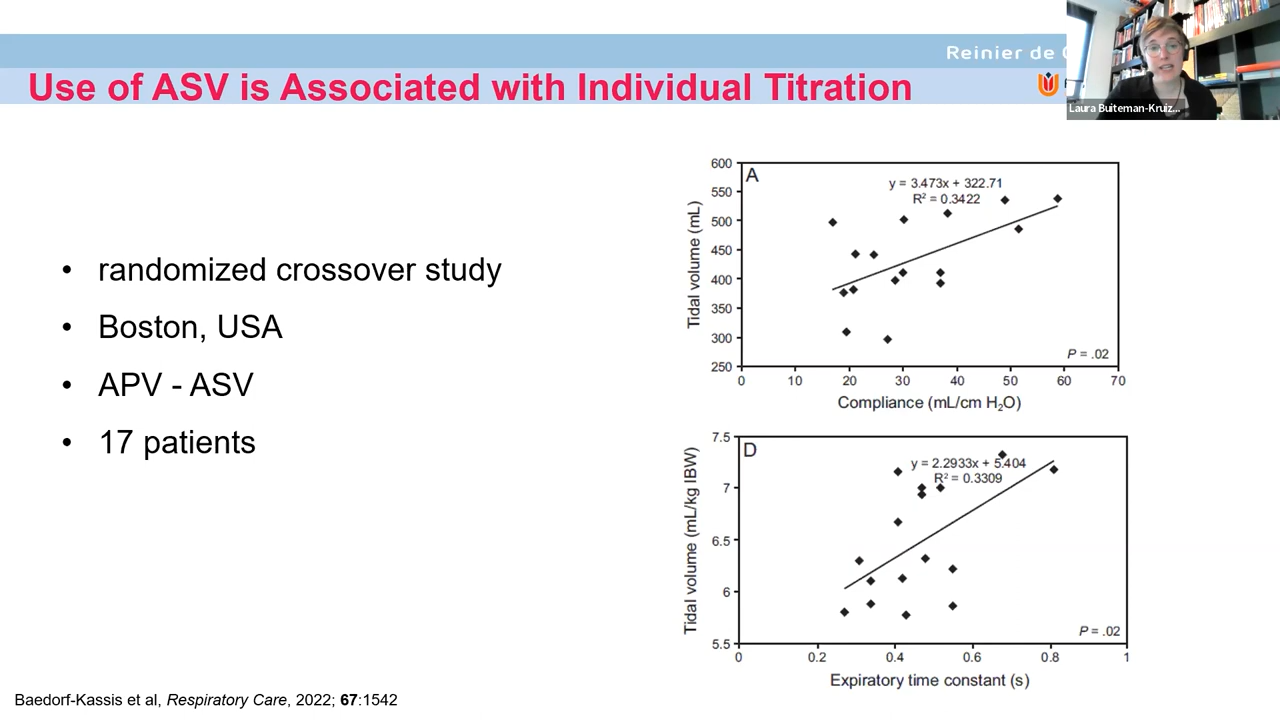 Reinier de
Use of ASV is Associated with Individual Titration
Laura Buiteman-Kruiz...
• randomized crossover study
• Boston, USA
• APV - ASV
• 17 patients
A
y = 3.473x + 322.71
R² = 0.3422
P = .02
Tidal volume (mL)
600
550
500
450
400
350
300
250
0 10 20 30 40 50 60 70
Compliance (mL/cm H₂O)
D
y = 2.2933x + 5.404
R² = 0.3309
P = .02
Tidal volume (mL/kg IBW)
7.5
7
6.5
6
5.5
0 0.2 0.4 0.6 0.8 1
Expiratory time constant (s)
Baedorf-Kassis et al, Respiratory Care, 2022; 67:1542